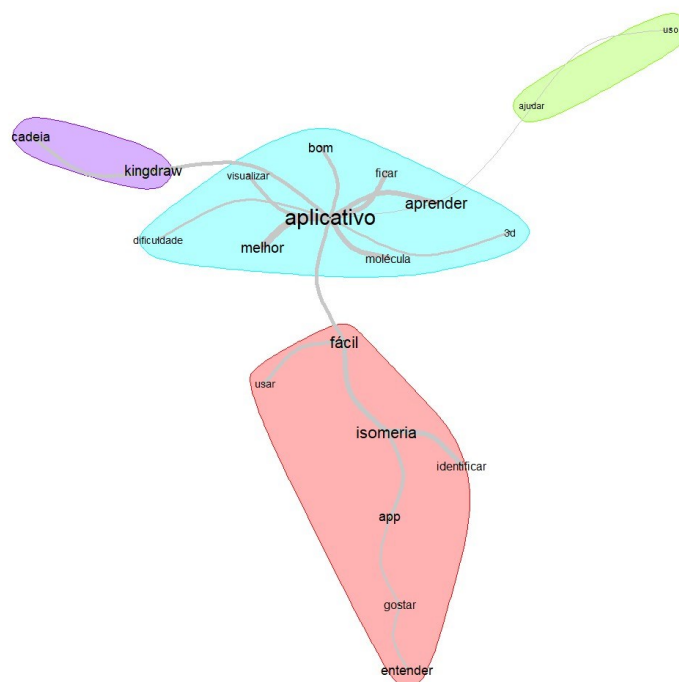 uso
ajudar
cadeia
kingdraw
bom
visualizar
ficar
aprender
aplicativo
dificuldade
melhor
3d
molécula
fácil
usar
isomeria
identificar
app
gostar
entender